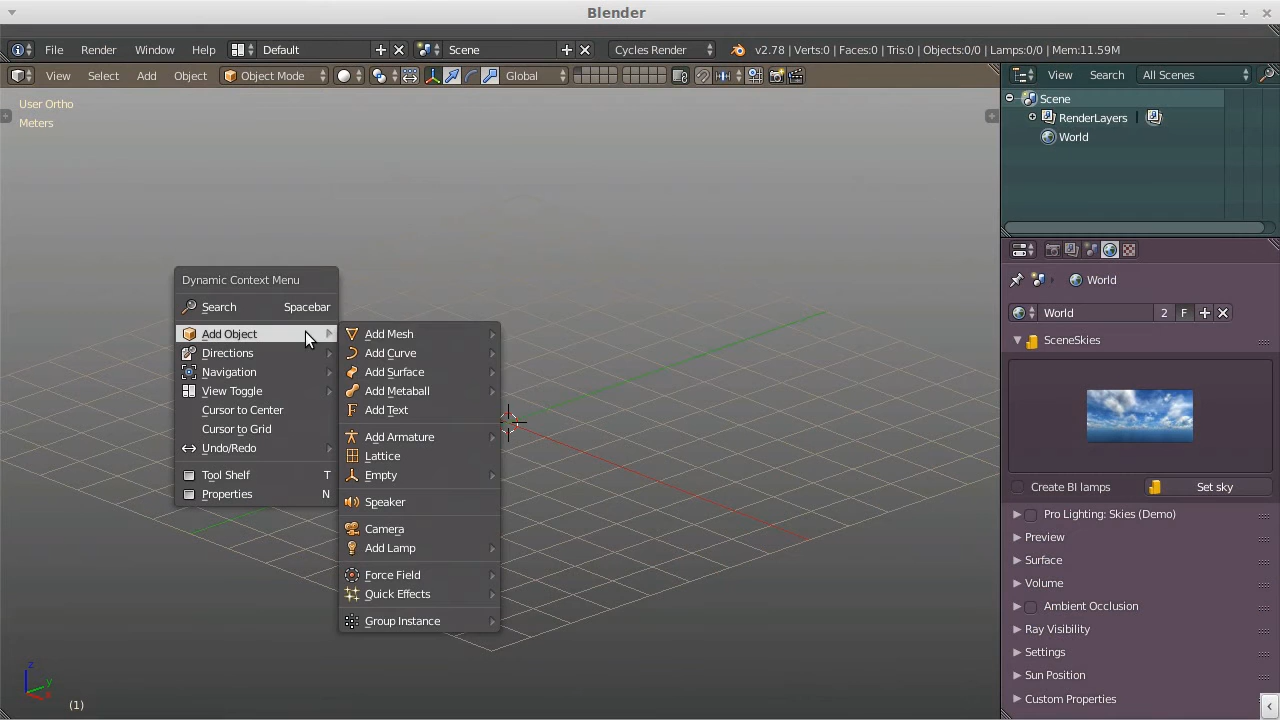 Blender
File Render Window Help Default Scene Cycles Render v2.78 | Verts:0 | Faces:0 | Tris:0 | Objects:0/0 | Lamps:0/0 | Mem:11.59M
View Select Add Object Object Mode Global
View Search All Scenes
User Ortho
Meters
Scene
RenderLayers
World
World
World 2 F
SceneSkies
Create BI lamps Set sky
Pro Lighting: Skies (Demo)
Preview
Surface
Volume
Ambient Occlusion
Ray Visibility
Settings
Sun Position
Custom Properties
Dynamic Context Menu
Search Spacebar
Add Object
Directions
Navigation
View Toggle
Cursor to Center
Cursor to Grid
Undo/Redo
Tool Shelf T
Properties N
Add Mesh
Add Curve
Add Surface
Add Metaball
Add Text
Add Armature
Lattice
Empty
Speaker
Camera
Add Lamp
Force Field
Quick Effects
Group Instance
z
y
x
(1)